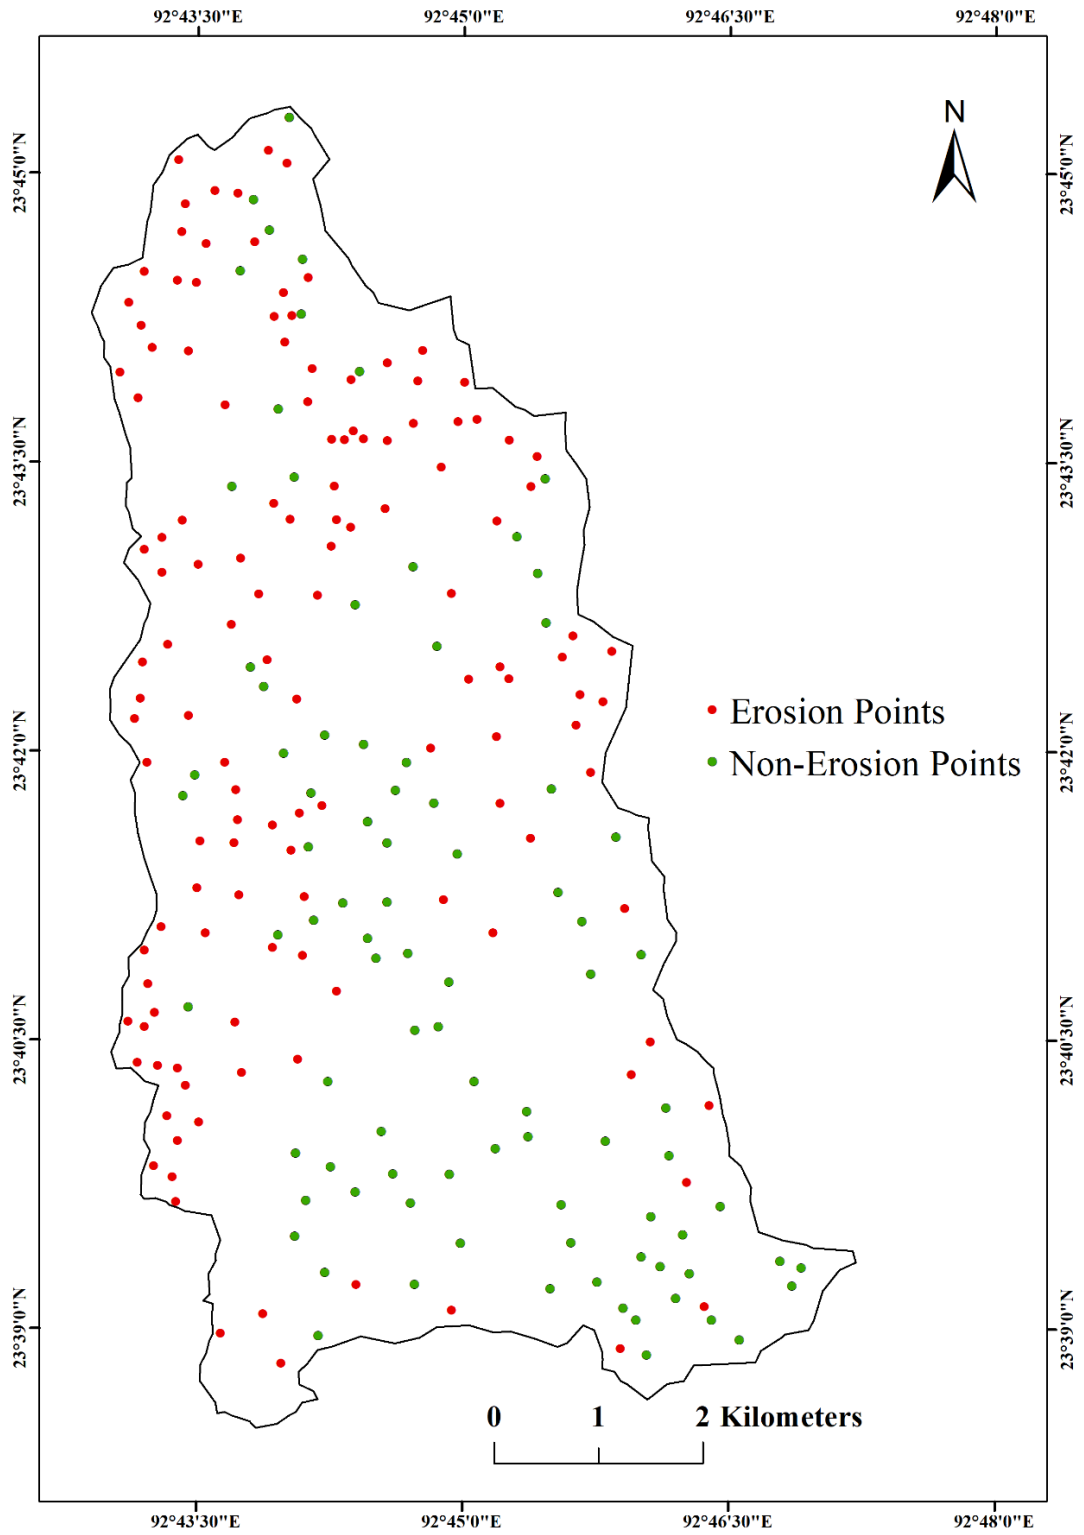 92°43'30"E 92°45'0"E 92°46'30"E 92°48'0"E
N
23°45'0"N 23°45'0"N
23°43'30"N 23°43'30"N
Erosion Points
23°42'0"N 23°42'0"N
Non-Erosion Points
23°40'30"N 23°40'30"N
23°39'0"N 23°39'0"N
0 1 2 Kilometers
92°43'30"E 92°45'0"E 92°46'30"E 92°48'0"E